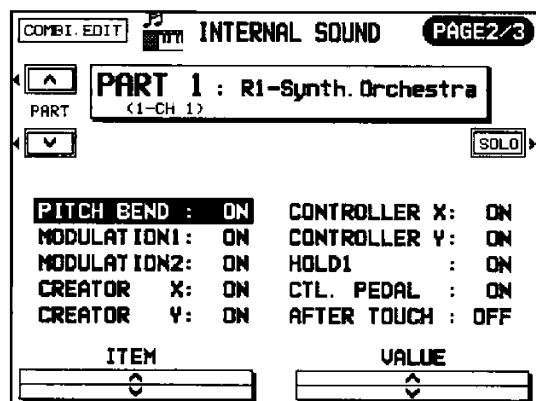 COMBI.EDIT INTERNAL SOUND PAGE2/3
PART 1 : R1-Synth.Orchestra
(1-CH 1)
PART
SOLO
PITCH BEND : ON CONTROLLER X: ON
MODULATION1: ON CONTROLLER Y: ON
MODULATION2: ON HOLD1 : ON
CREATOR X: ON CTL. PEDAL : ON
CREATOR Y: ON AFTER TOUCH : OFF
ITEM VALUE